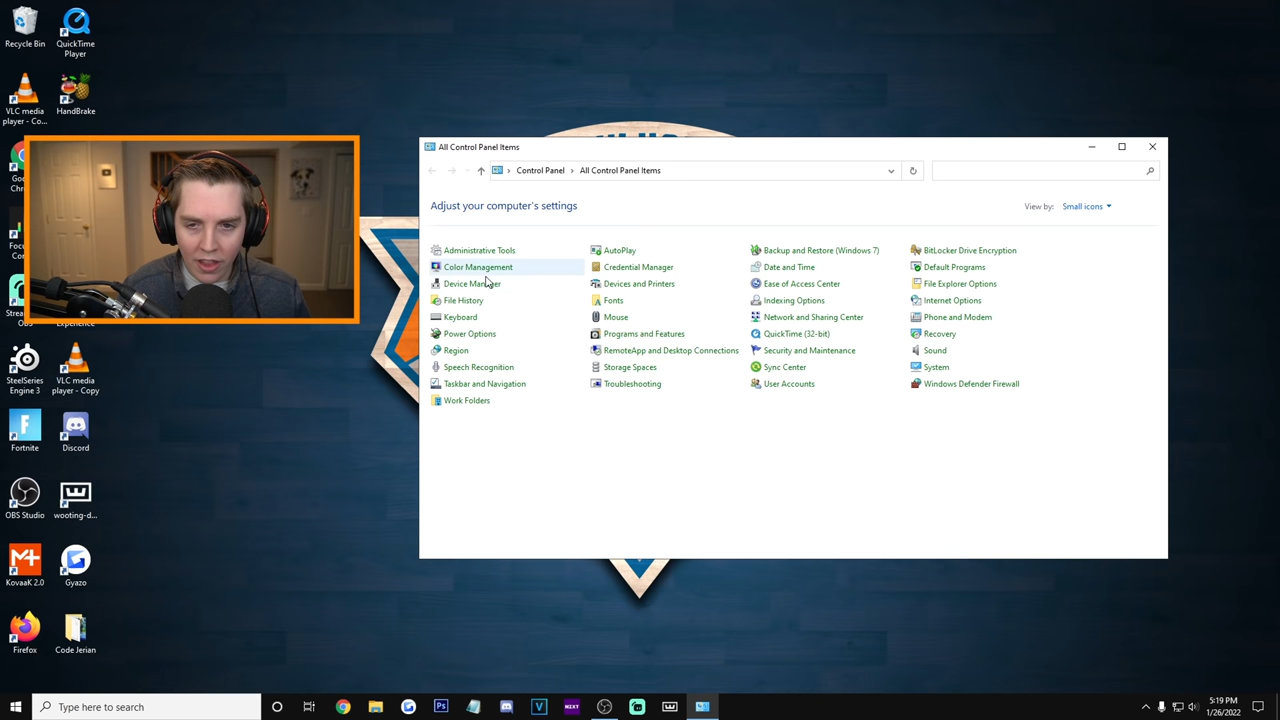 Recycle Bin
QuickTime
Player
VLC media
player - Co...
HandBrake
SteelSeries
Engine 3
VLC media
player - Copy
Fortnite
Discord
OBS Studio
wooting-d...
KovaaK 2.0
Gyazo
Firefox
Code Jerian
All Control Panel Items
Control Panel
All Control Panel Items
Adjust your computer's settings
View by:
Small icons
Administrative Tools
AutoPlay
Backup and Restore (Windows 7)
BitLocker Drive Encryption
Color Management
Credential Manager
Date and Time
Default Programs
Device Manager
Devices and Printers
Ease of Access Center
File Explorer Options
File History
Fonts
Indexing Options
Internet Options
Keyboard
Mouse
Network and Sharing Center
Phone and Modem
Power Options
Programs and Features
QuickTime (32-bit)
Recovery
Region
RemoteApp and Desktop Connections
Security and Maintenance
Sound
Speech Recognition
Storage Spaces
Sync Center
System
Taskbar and Navigation
Troubleshooting
User Accounts
Windows Defender Firewall
Work Folders
Type here to search
5:19 PM
1/26/2022